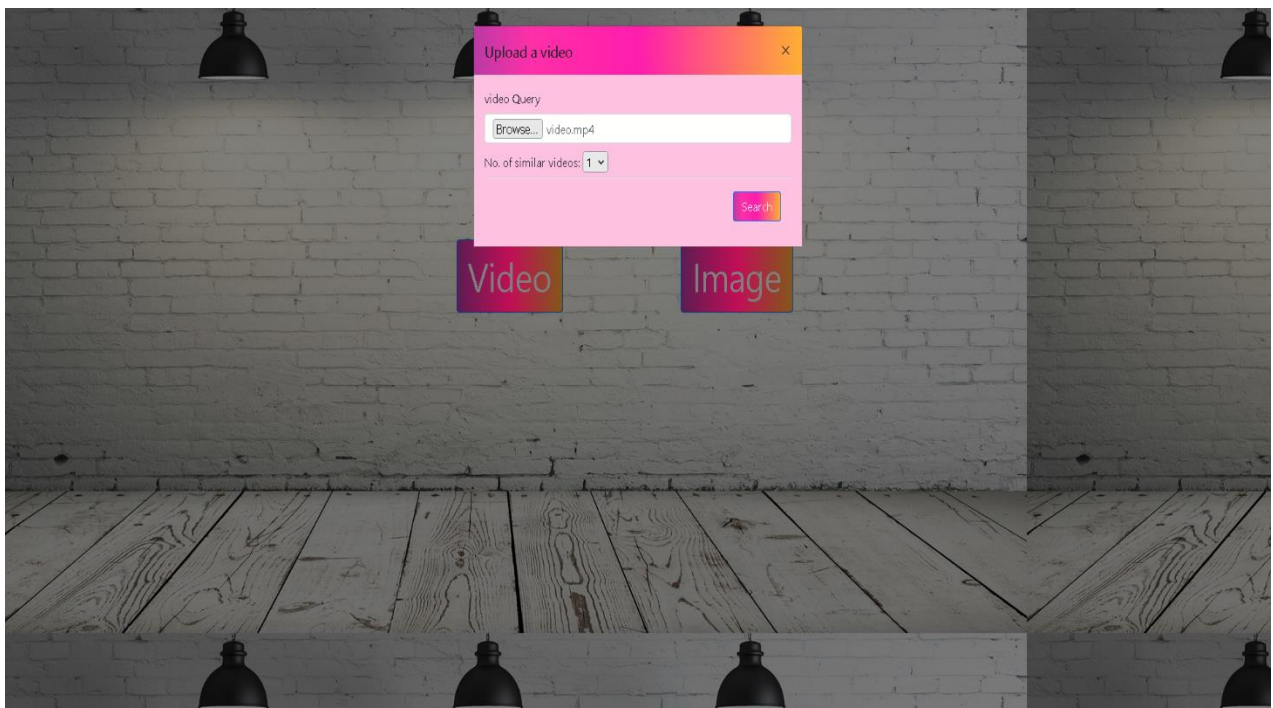 Upload a video ×
video Query
Browse... video.mp4
No. of similar videos: 1
Search
Video Image